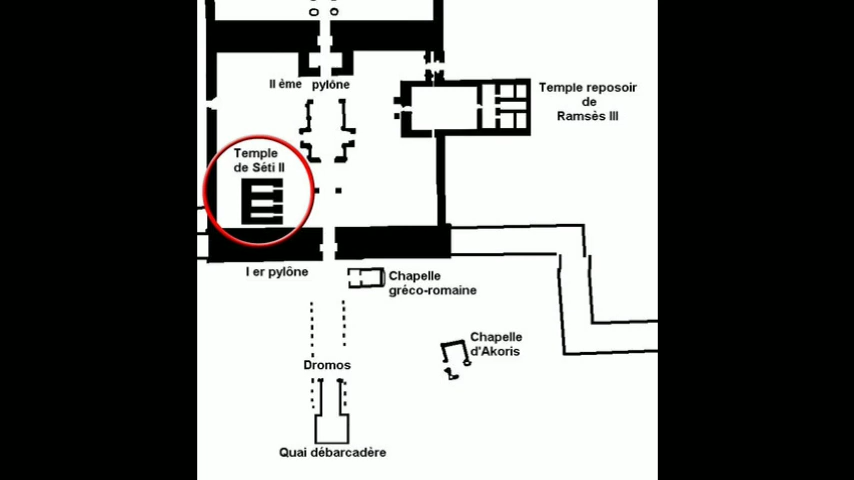 II ème pylône
Temple reposoir
de
Ramsès III
Temple
de Séti II
I er pylône
Chapelle
gréco-romaine
Chapelle
d'Akoris
Dromos
Quai débarcadère